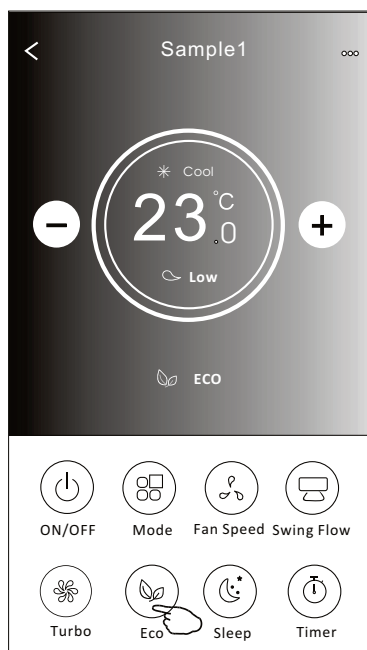 Sample1
Cool
23.0°C
Low
ECO
ON/OFF Mode Fan Speed Swing Flow
Turbo Eco Sleep Timer